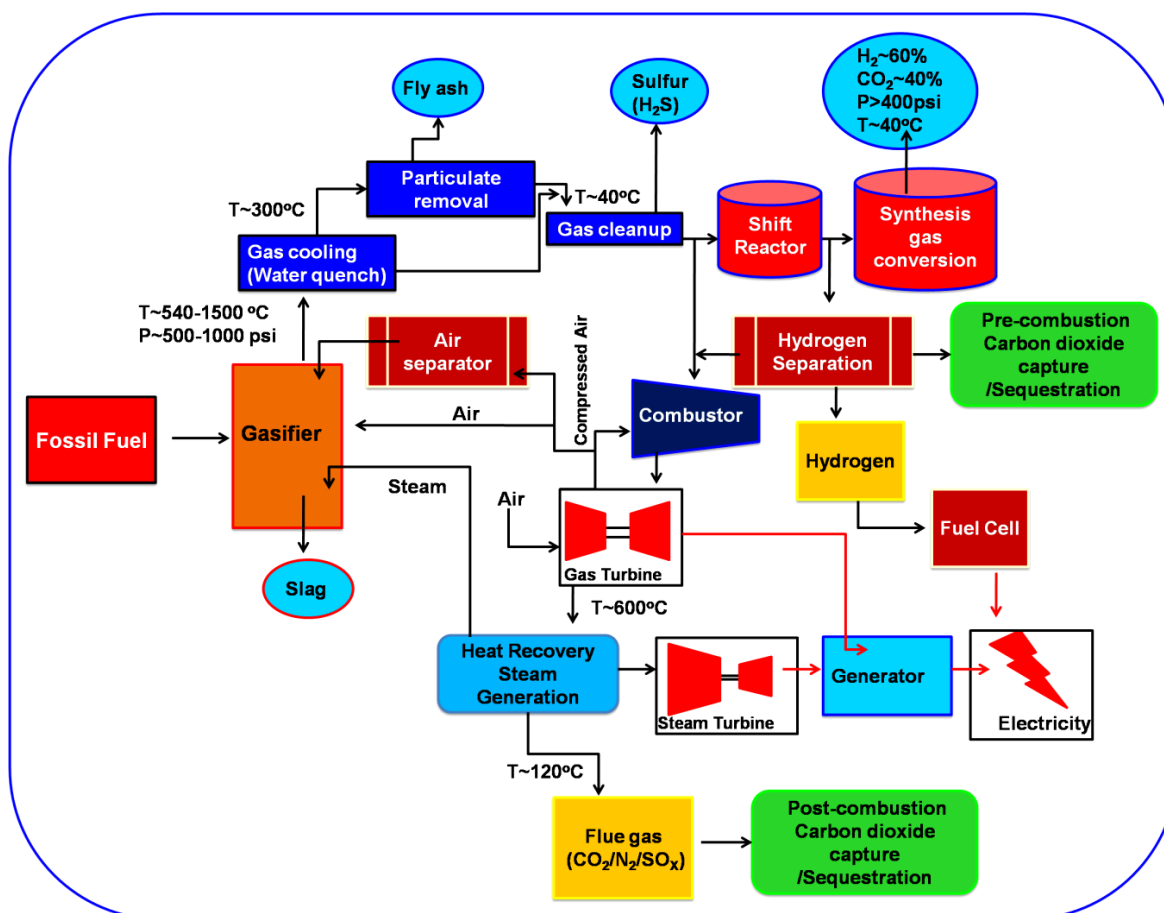 Fly ash
Sulfur
(H₂S)
H₂~60%
CO₂~40%
P>400psi
T~40ºC
T~300ºC
Particulate
removal
T~40ºC
Gas cleanup
Shift
Reactor
Synthesis
gas
conversion
Gas cooling
(Water quench)
T~540-1500 ºC
P~500-1000 psi
Air
separator
Compressed Air
Hydrogen
Separation
Pre-combustion
Carbon dioxide
capture
/Sequestration
Fossil Fuel
Gasifier
Air
Combustor
Hydrogen
Steam
Air
Gas Turbine
Fuel Cell
Slag
T~600ºC
Heat Recovery
Steam
Generation
Steam Turbine
Generator
Electricity
T~120ºC
Flue gas
(CO₂/N₂/SOₓ)
Post-combustion
Carbon dioxide
capture
/Sequestration